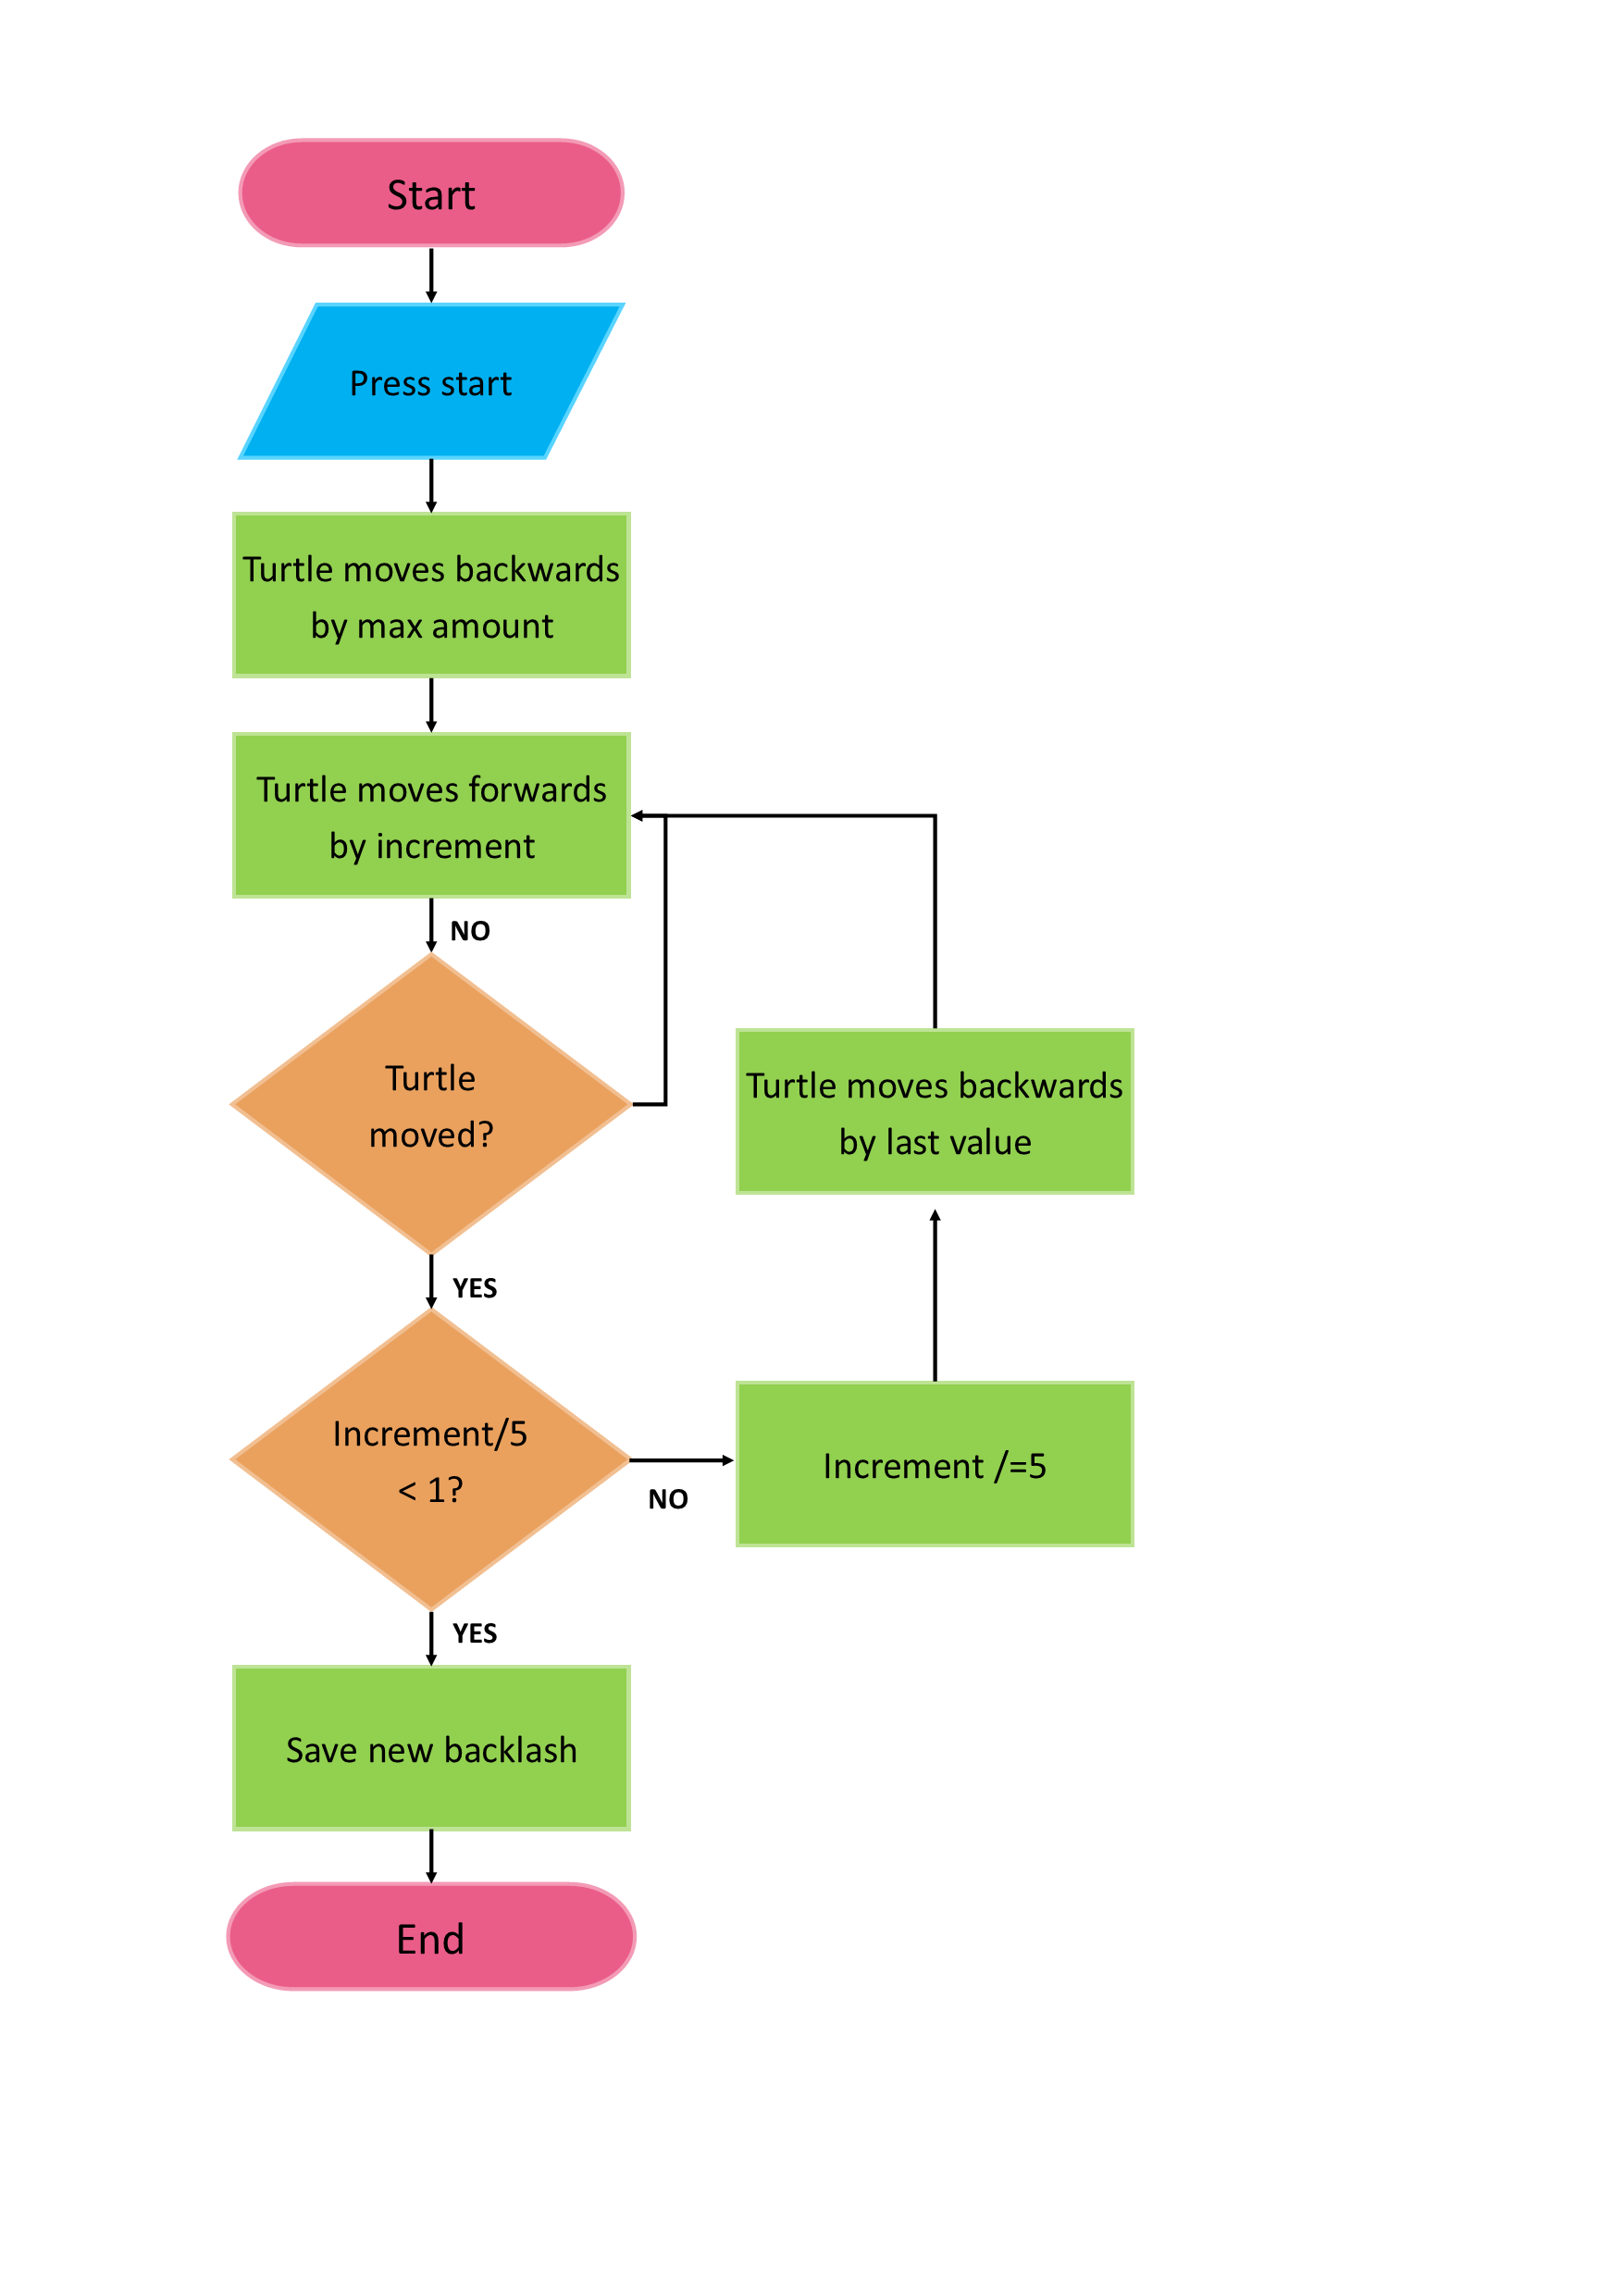 Start
Press start
Turtle moves backwards
by max amount
Turtle moves forwards
by increment
NO
Turtle
moved?
Turtle moves backwards
by last value
YES
Increment/5
< 1?
NO
Increment /=5
YES
Save new backlash
End